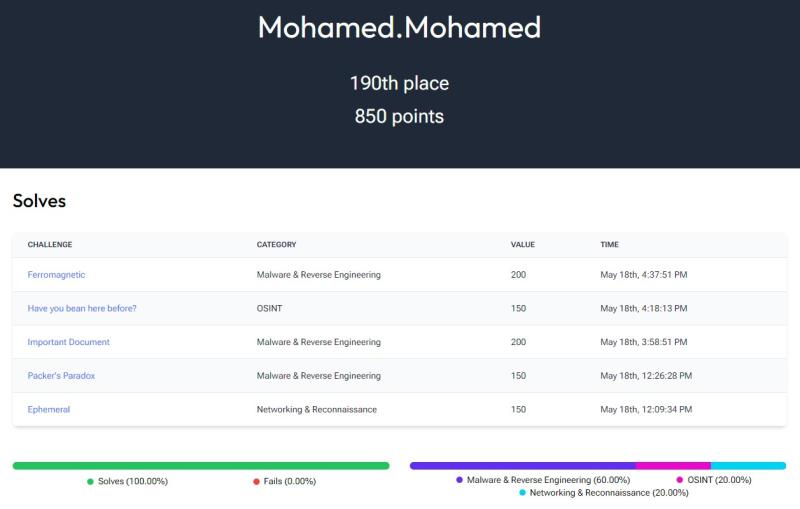 Mohamed.Mohamed
190th place
850 points
Solves
CHALLENGE CATEGORY VALUE TIME
Ferromagnetic Malware & Reverse Engineering 200 May 18th, 4:37:51 PM
Have you bean here before? OSINT 150 May 18th, 4:18:13 PM
Important Document Malware & Reverse Engineering 200 May 18th, 3:58:51 PM
Packer's Paradox Malware & Reverse Engineering 150 May 18th, 12:26:28 PM
Ephemeral Networking & Reconnaissance 150 May 18th, 12:09:34 PM
Solves (100.00%) Fails (0.00%) Malware & Reverse Engineering (60.00%) OSINT (20.00%)
Networking & Reconnaissance (20.00%)